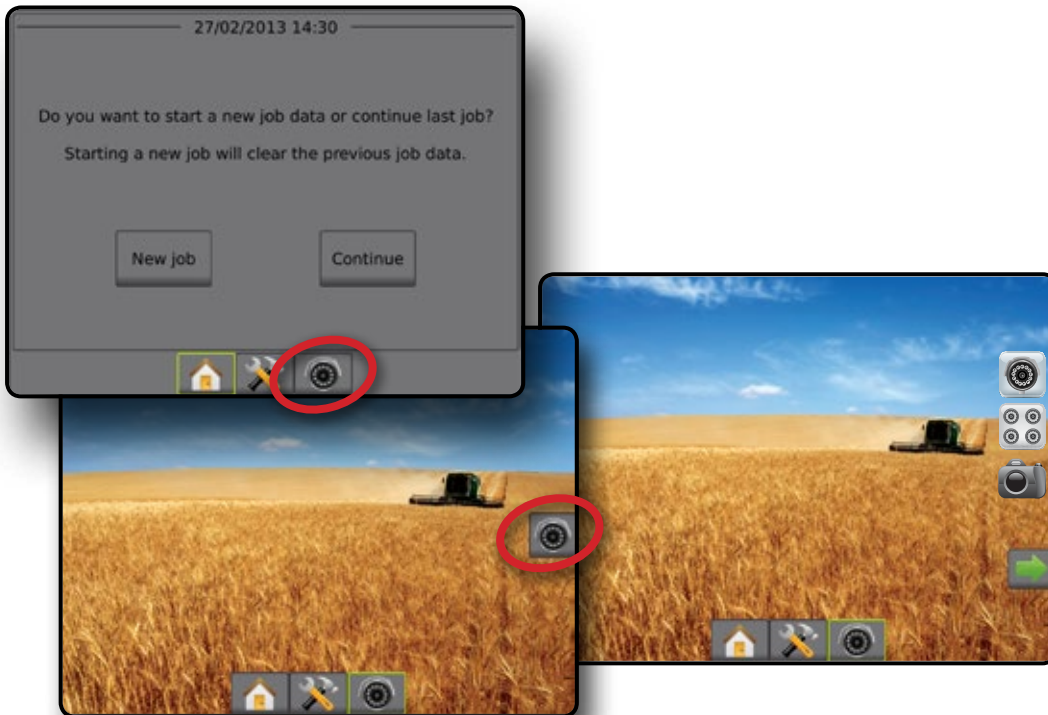 27/02/2013 14:30
Do you want to start a new job data or continue last job?
Starting a new job will clear the previous job data.
New job
Continue